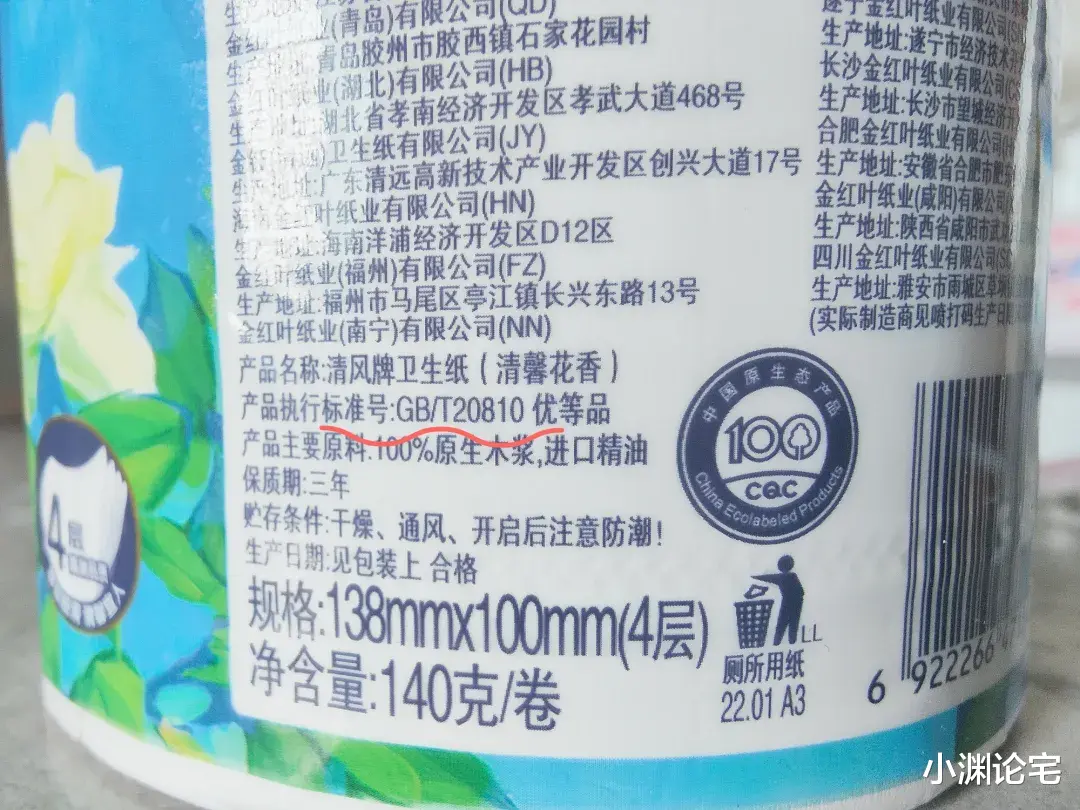 (青岛)有限公司(QD)
青岛胶州市胶西镇石家花园村
纸业(湖北)有限公司(HB)
湖北省孝南经济开发区孝武大道468号
卫生纸有限公司(JY)
广东清远高新技术产业开发区创兴大道17号
叶纸业有限公司(HN)
海南洋浦经济开发区D12区
金红叶纸业(福州)有限公司(FZ)
生产地址:福州市马尾区亭江镇长兴东路13号
金红叶纸业(南宁)有限公司(NN)
产品名称:清风牌卫生纸(清馨花香)
产品执行标准号:GB/T20810 优等品
产品主要原料:100%原生木浆,进口精油
保质期:三年
贮存条件:干燥、通风、开启后注意防潮!
生产日期:见包装上 合格
规格:138mmx100mm(4层)
净含量:140克/卷
遂宁金红叶纸业有限公司
生产地址:遂宁市经济技术
长沙金红叶纸业有限公司
生产地址:长沙市望城经济
合肥金红叶纸业有限公司
生产地址:安徽省合肥市肥东
金红叶纸业(咸阳)有限公司
生产地址:陕西省咸阳市武功
四川金红叶纸业有限公司
生产地址:雅安市雨城区草坝
(实际制造商见喷打码生产日期
中国原生态产品
100
cqc
China Ecolabeled Products
LL
厕所用纸
22.01 A3
6 922266
4层
小渊论宅